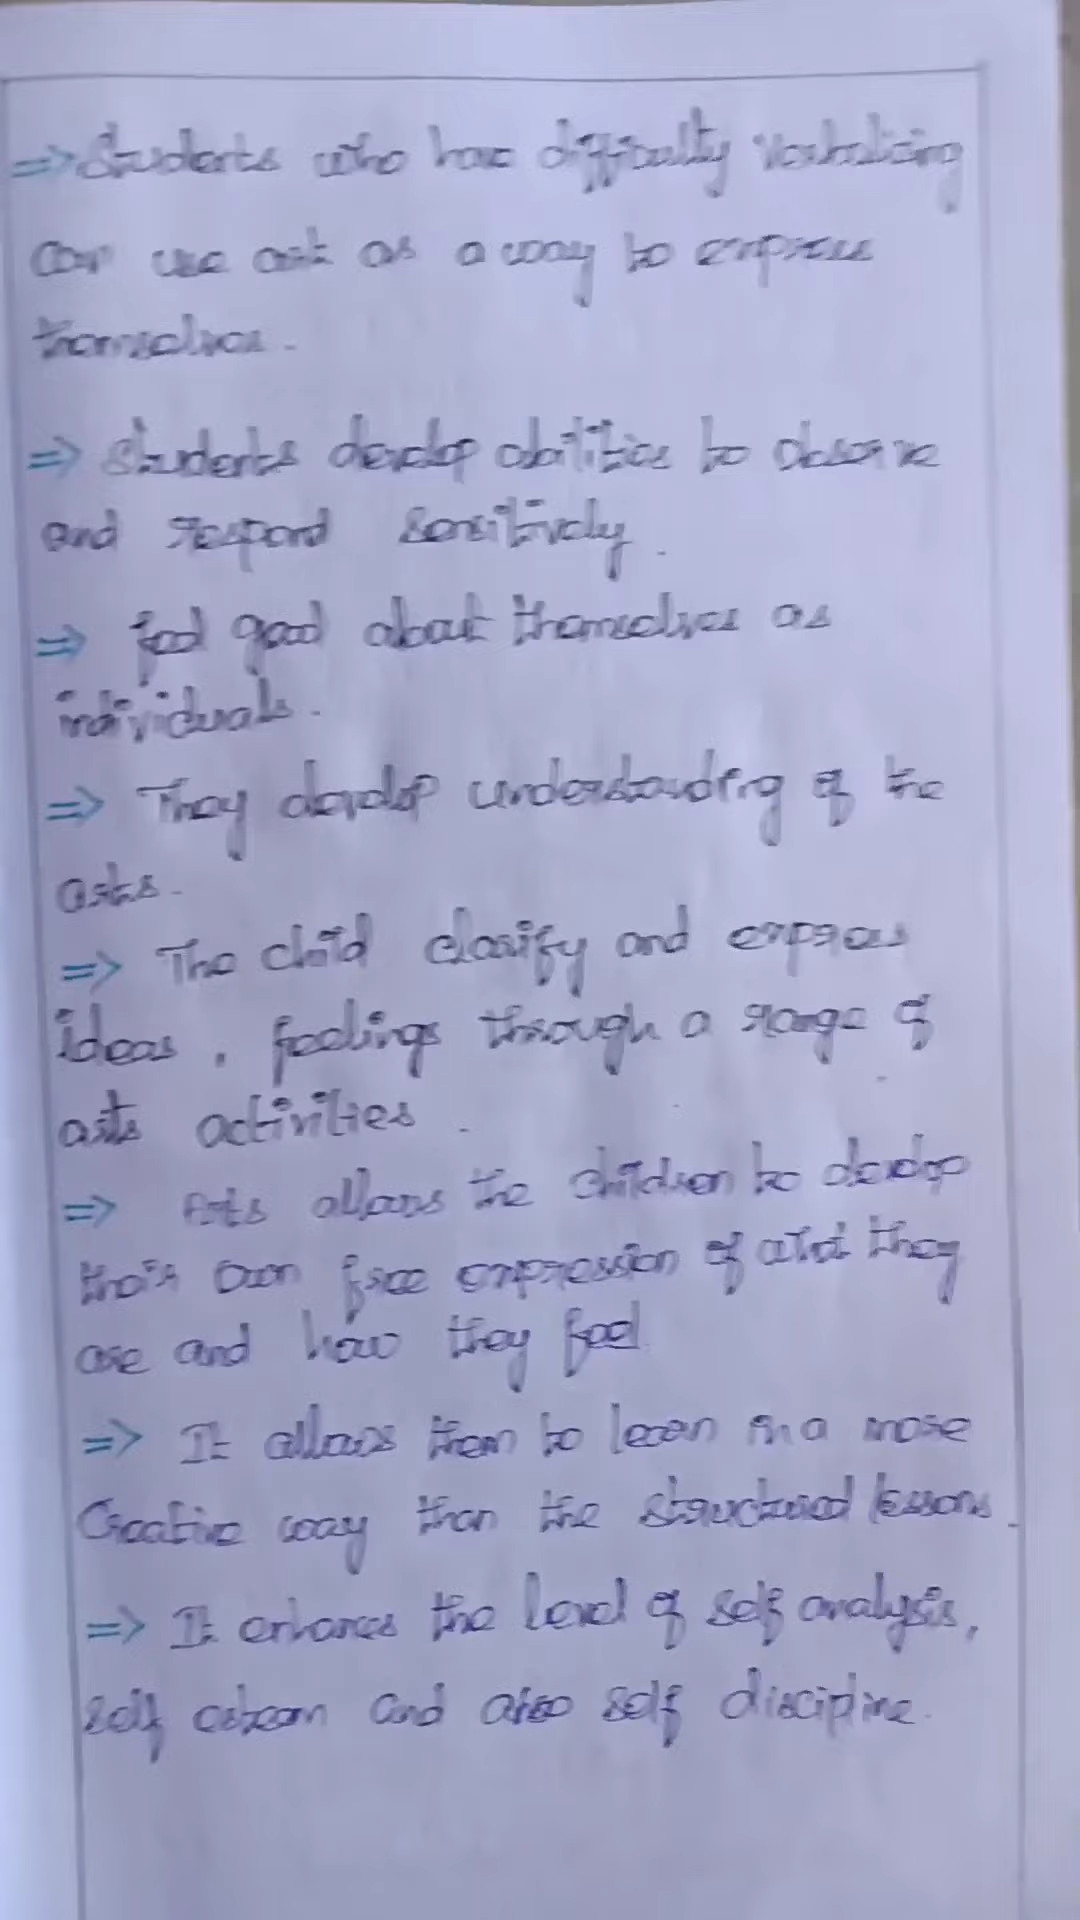 => Students who have difficulty verbalizing
can use art as a way to express
themselves.
=> Students develop abilities to observe
and respond sensitively.
=> feel good about themselves as
individuals.
=> They develop understanding of the
arts.
=> The child clarify and express
ideas, feelings through a range of
arts activities.
=> Arts allows the children to develop
their own free expression of they
are and how they feel
=> It allows them to learn in a more
Creative way than the structured lessons.
=> It enhances the level of self analysis,
self esteem and also self discipline.